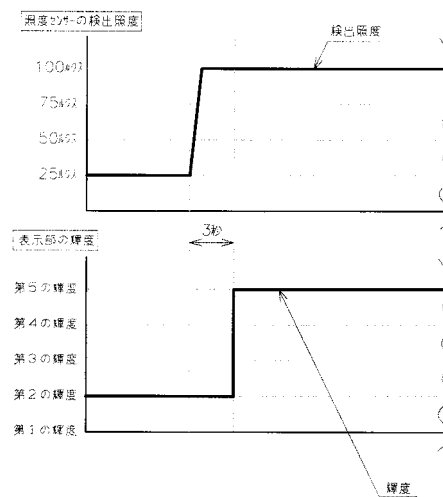 照度センサーの検出照度
検出照度
100ルクス
75ルクス
50ルクス
25ルクス
表示部の輝度
3秒
第5の輝度
第4の輝度
第3の輝度
第2の輝度
第1の輝度
輝度